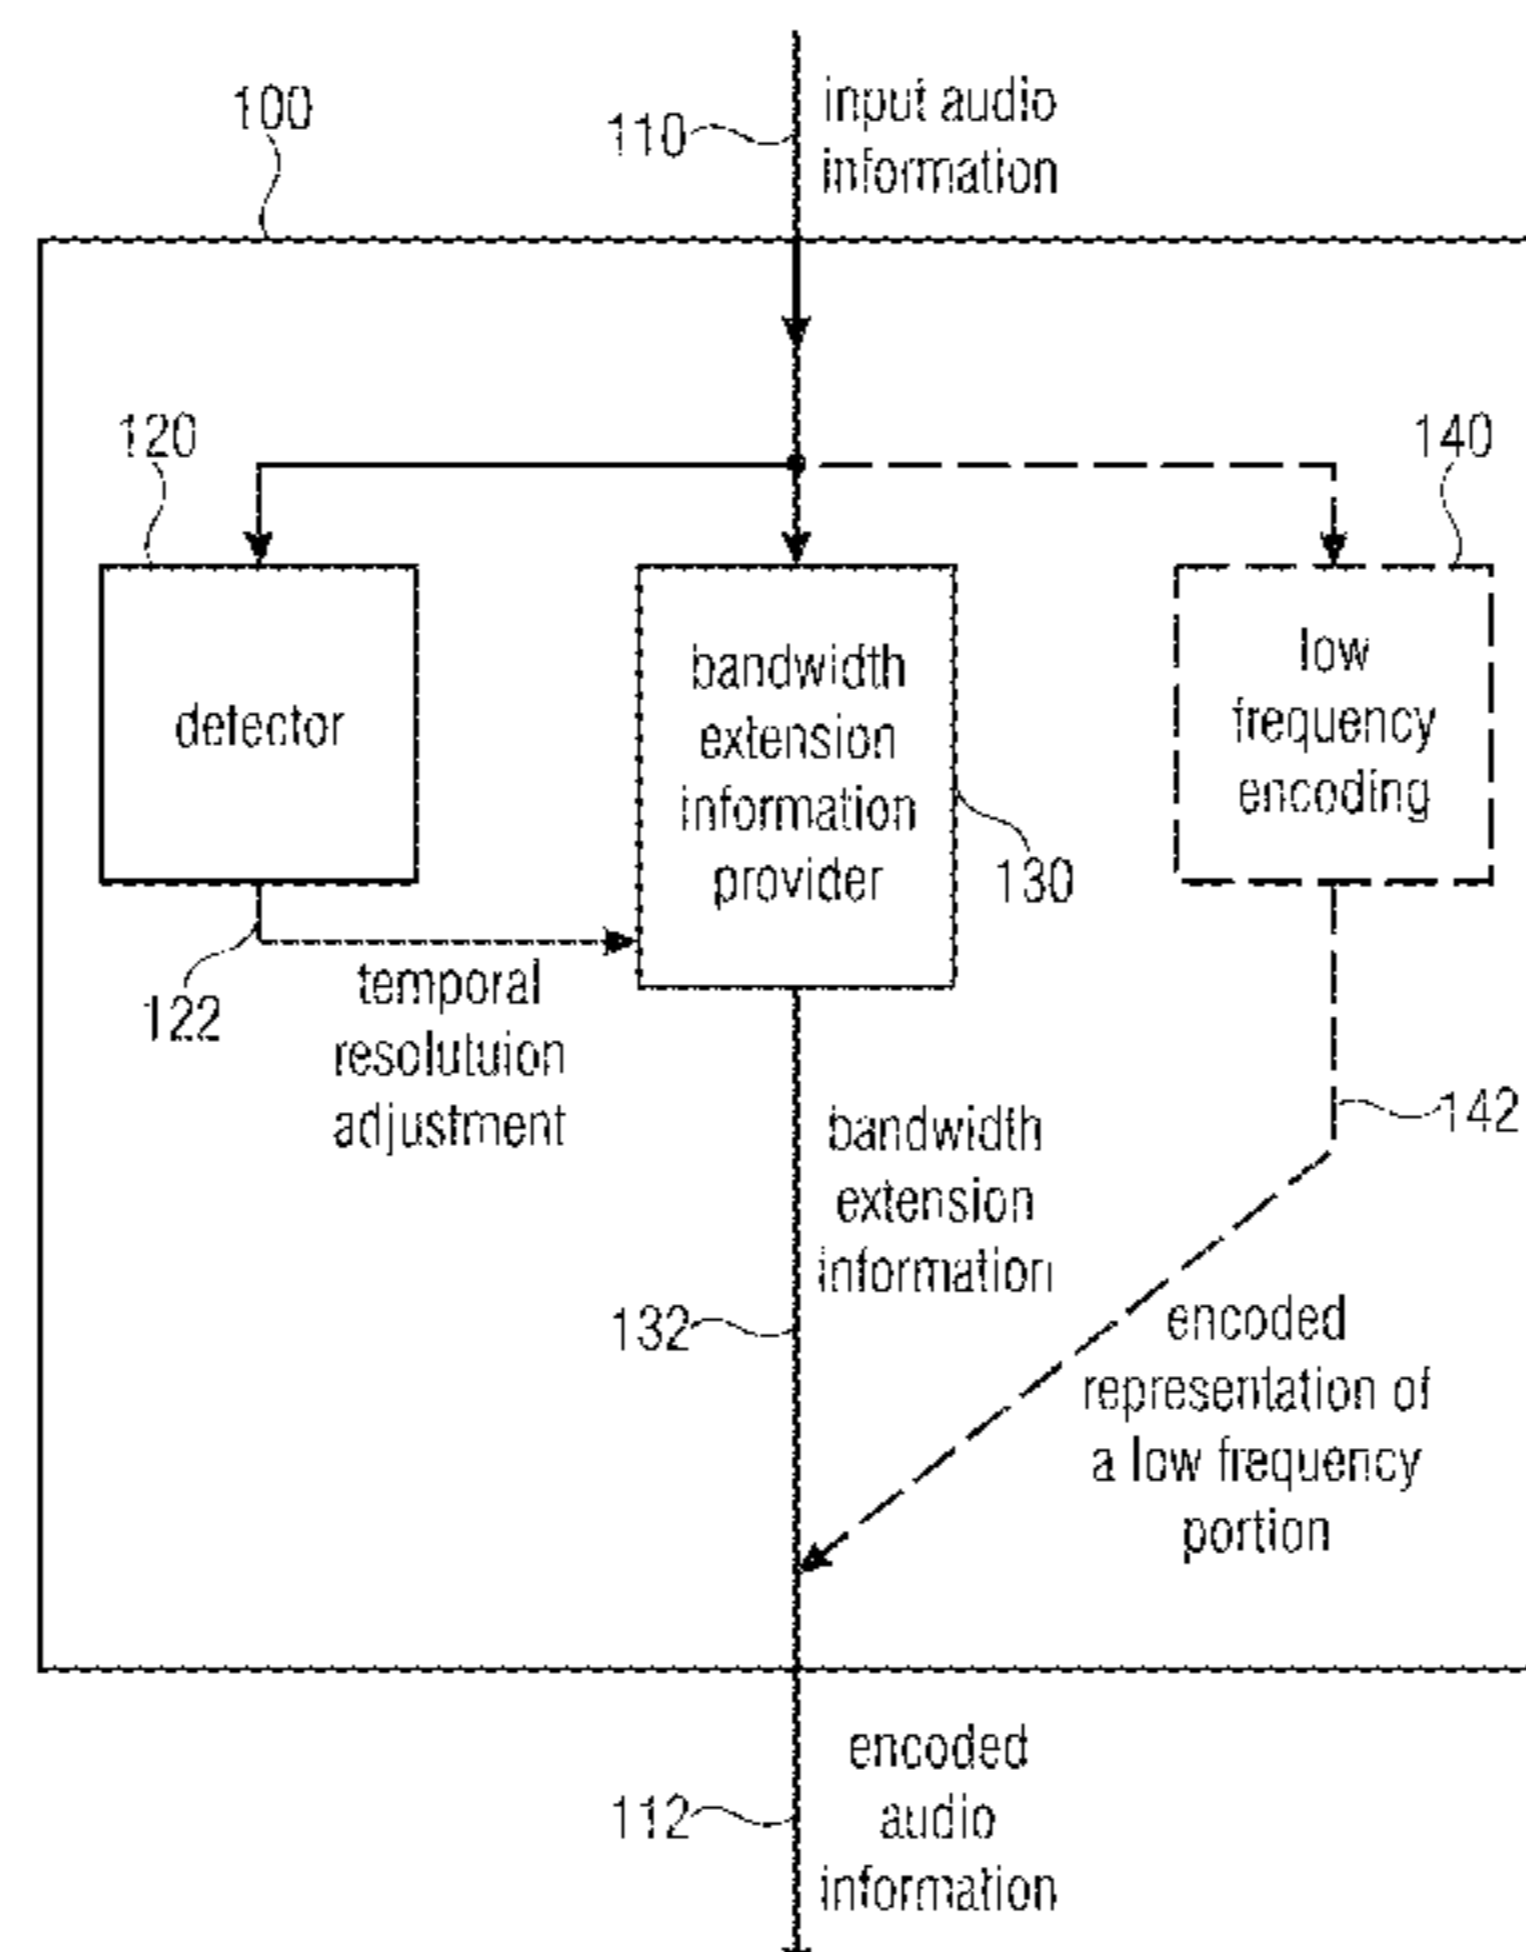 100
110
input audio
information
120
140
detector
bandwidth
extension
information
provider
130
low
frequency
encoding
122
temporal
resolutuion
adjustment
142
bandwidth
extension
information
132
encoded
representation of
a low frequency
portion
112
encoded
audio
information